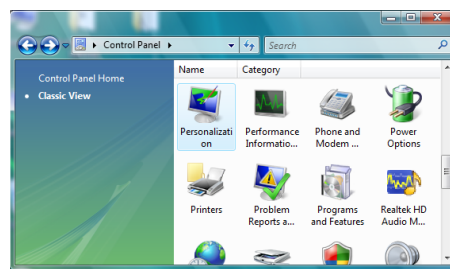 Control Panel
Search
Control Panel Home
Classic View
Name Category
Personalizati
on
Performance
Informatio...
Phone and
Modem ...
Power
Options
Printers
Problem
Reports a...
Programs
and Features
Realtek HD
Audio M...